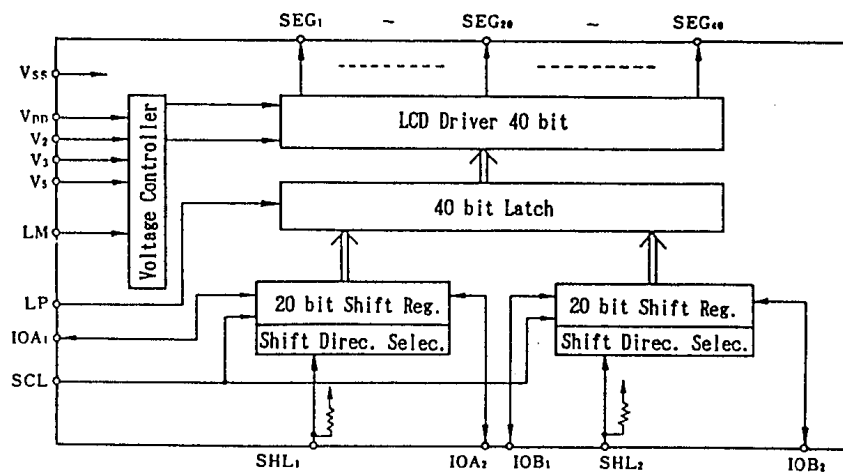 SEG1 ~ SEG20 ~ SEG40
VSS
VDD
V2
V3
V5
LM
LP
IOA1
SCL
Voltage Controller
LCD Driver 40 bit
40 bit Latch
20 bit Shift Reg.
Shift Direc. Selec.
20 bit Shift Reg.
Shift Direc. Selec.
SHL1 IOA2 IOB1 SHL2 IOB2